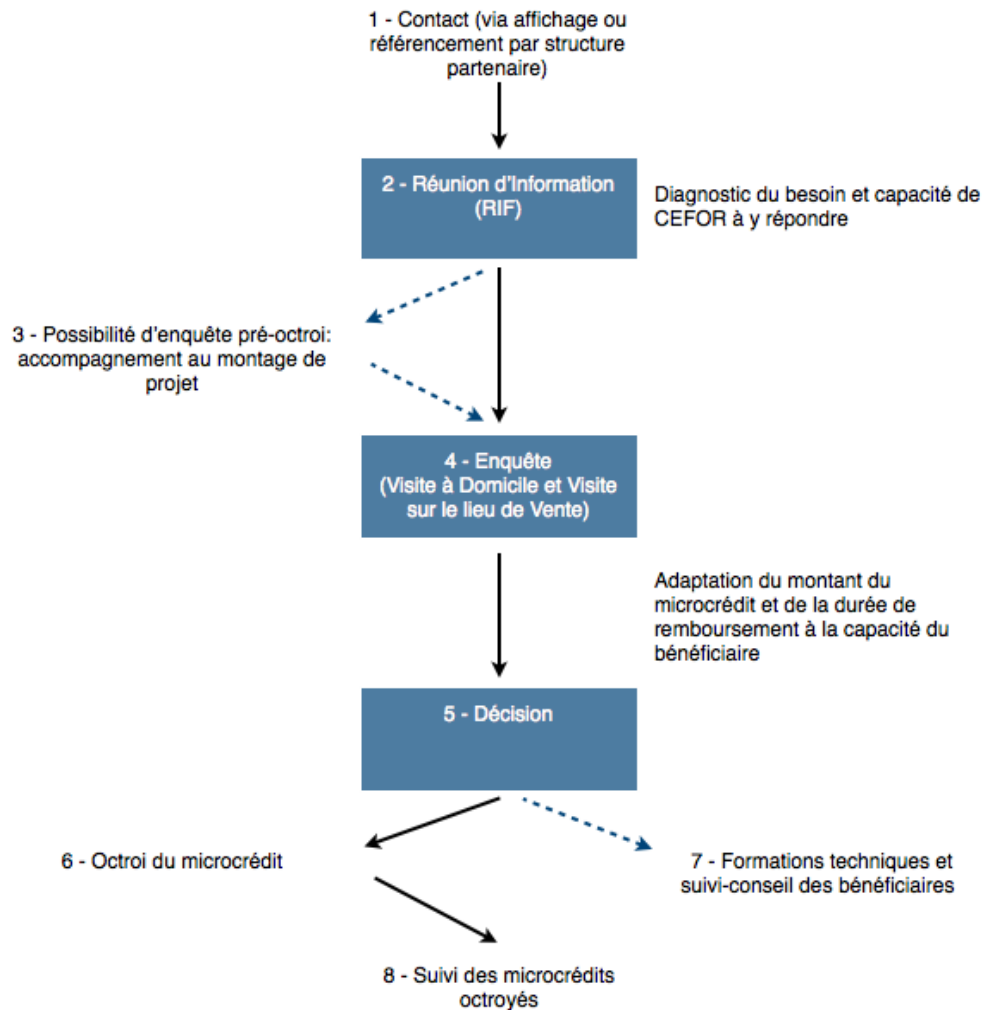 1 - Contact (via affichage ou
référencement par structure
partenaire)
2 - Réunion d'Information
(RIF)
Diagnostic du besoin et capacité de
CEFOR à y répondre
3 - Possibilité d'enquête pré-octroi:
accompagnement au montage de
projet
4 - Enquête
(Visite à Domicile et Visite
sur le lieu de Vente)
Adaptation du montant du
microcrédit et de la durée de
remboursement à la capacité du
bénéficiaire
5 - Décision
6 - Octroi du microcrédit
7 - Formations techniques et
suivi-conseil des bénéficiaires
8 - Suivi des microcrédits
octroyés